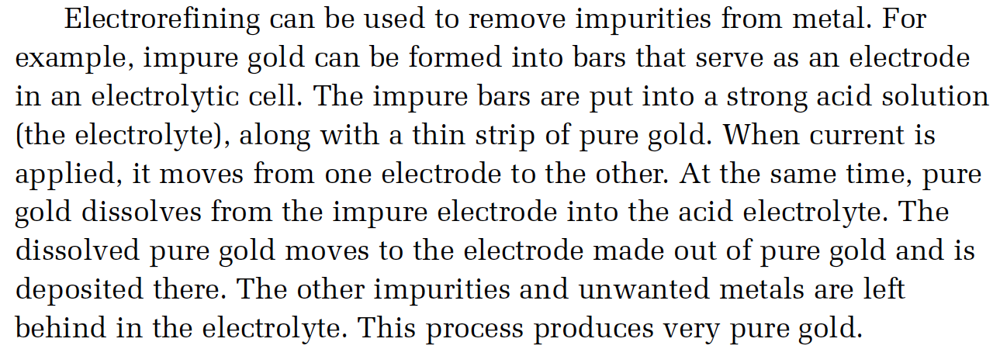 Electrorefining can be used to remove impurities from metal. For
example, impure gold can be formed into bars that serve as an electrode
in an electrolytic cell. The impure bars are put into a strong acid solution
(the electrolyte), along with a thin strip of pure gold. When current is
applied, it moves from one electrode to the other. At the same time, pure
gold dissolves from the impure electrode into the acid electrolyte. The
dissolved pure gold moves to the electrode made out of pure gold and is
deposited there. The other impurities and unwanted metals are left
behind in the electrolyte. This process produces very pure gold.